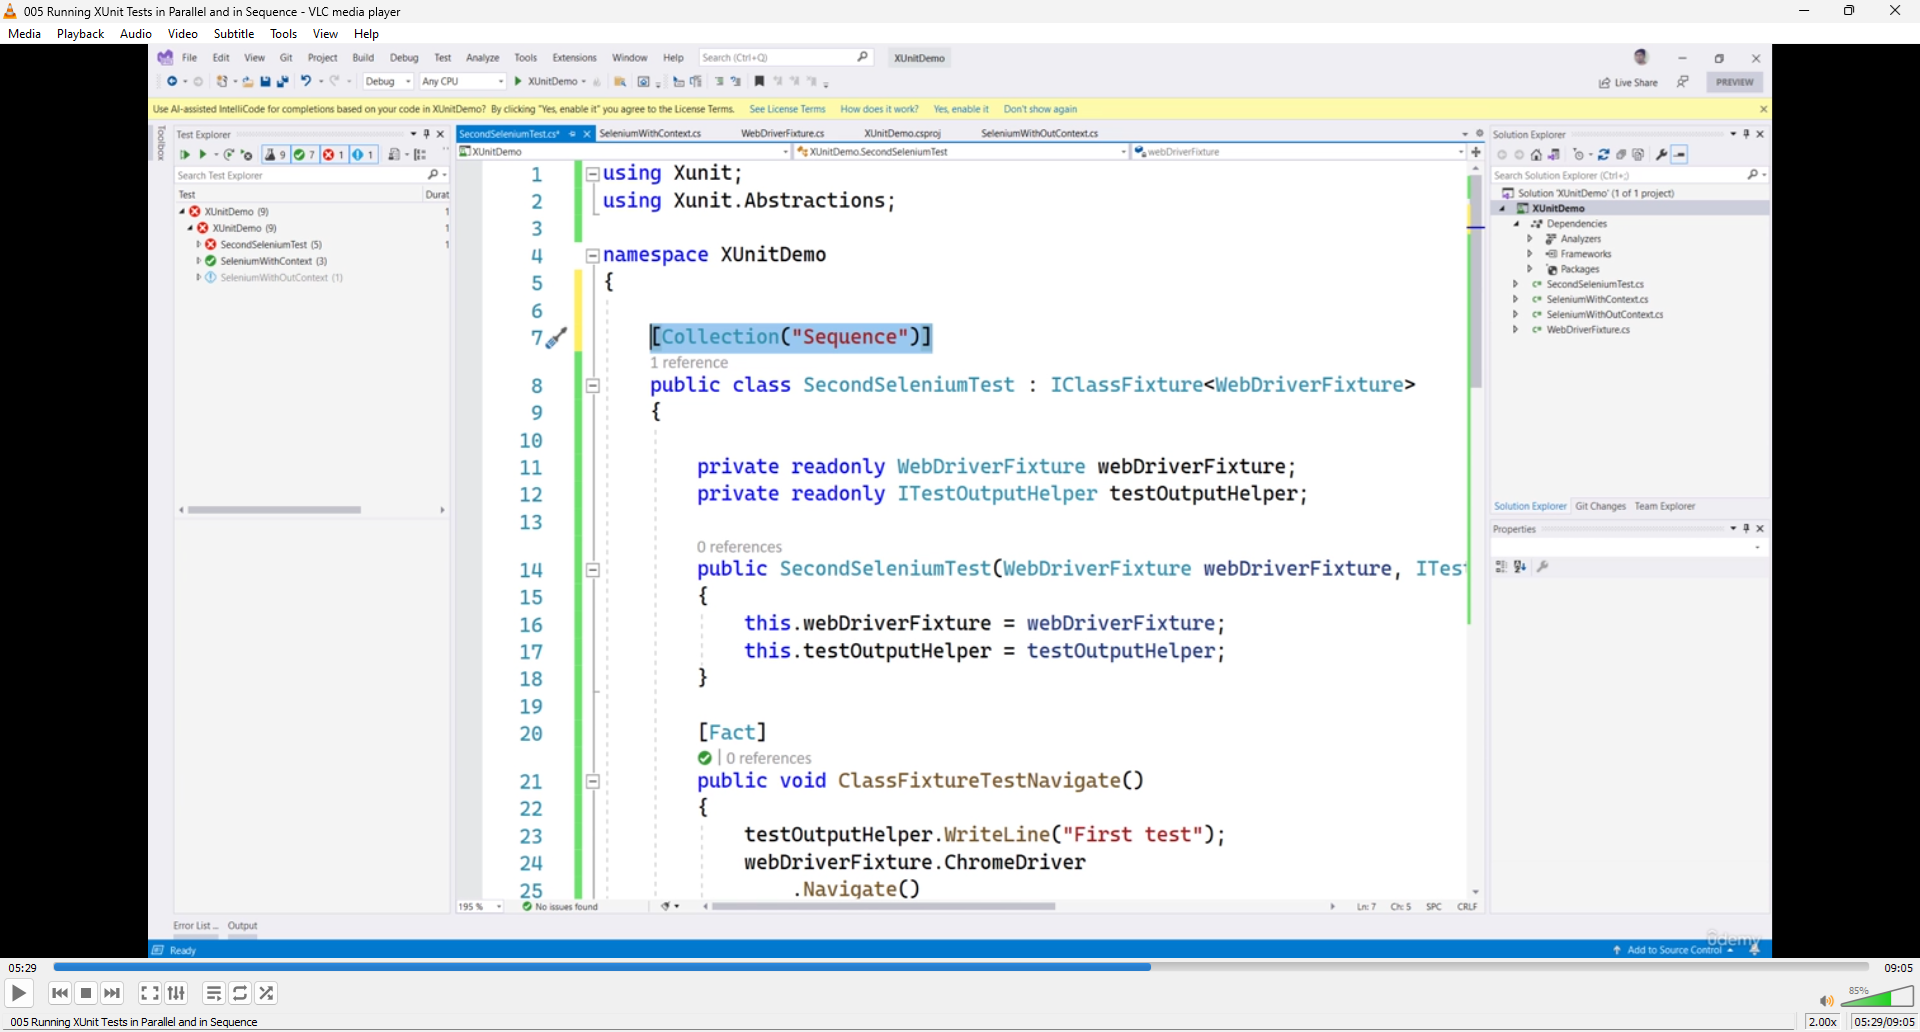 005 Running XUnit Tests in Parallel and in Sequence - VLC media player
Media Playback Audio Video Subtitle Tools View Help
File Edit View Git Project Build Debug Test Analyze Tools Extensions Window Help Search (Ctrl+Q) XUnitDemo
Debug Any CPU XUnitDemo Live Share PREVIEW
Use AI-assisted IntelliCode for completions based on your code in XUnitDemo? By clicking "Yes, enable it" you agree to the License Terms. See License Terms How does it work? Yes, enable it Don't show again
Toolbox
Test Explorer
9 7 1 1
Search Test Explorer
Test Durat
XUnitDemo (9) 1
XUnitDemo (9) 1
SecondSeleniumTest (5) 1
SeleniumWithContext (3)
SeleniumWithOutContext (1)
SecondSeleniumTest.cs* SeleniumWithContext.cs WebDriverFixture.cs XUnitDemo.csproj SeleniumWithOutContext.cs
XUnitDemo XUnitDemo.SecondSeleniumTest webDriverFixture
1 using Xunit;
2 using Xunit.Abstractions;
3
4 namespace XUnitDemo
5 {
6
7 [Collection("Sequence")]
1 reference
8 public class SecondSeleniumTest : IClassFixture<WebDriverFixture>
9 {
10
11 private readonly WebDriverFixture webDriverFixture;
12 private readonly ITestOutputHelper testOutputHelper;
13
0 references
14 public SecondSeleniumTest(WebDriverFixture webDriverFixture, ITes
15 {
16 this.webDriverFixture = webDriverFixture;
17 this.testOutputHelper = testOutputHelper;
18 }
19
20 [Fact]
| 0 references
21 public void ClassFixtureTestNavigate()
22 {
23 testOutputHelper.WriteLine("First test");
24 webDriverFixture.ChromeDriver
25 .Navigate()
195 % No issues found Ln: 7 Ch: 5 SPC CRLF
Solution Explorer
Search Solution Explorer (Ctrl+;)
Solution 'XUnitDemo' (1 of 1 project)
XUnitDemo
Dependencies
Analyzers
Frameworks
Packages
SecondSeleniumTest.cs
SeleniumWithContext.cs
SeleniumWithOutContext.cs
WebDriverFixture.cs
Solution Explorer Git Changes Team Explorer
Properties
Error List ... Output
Ready Add to Source Control
udemy
05:29 09:05
85%
005 Running XUnit Tests in Parallel and in Sequence 2.00x 05:29/09:05